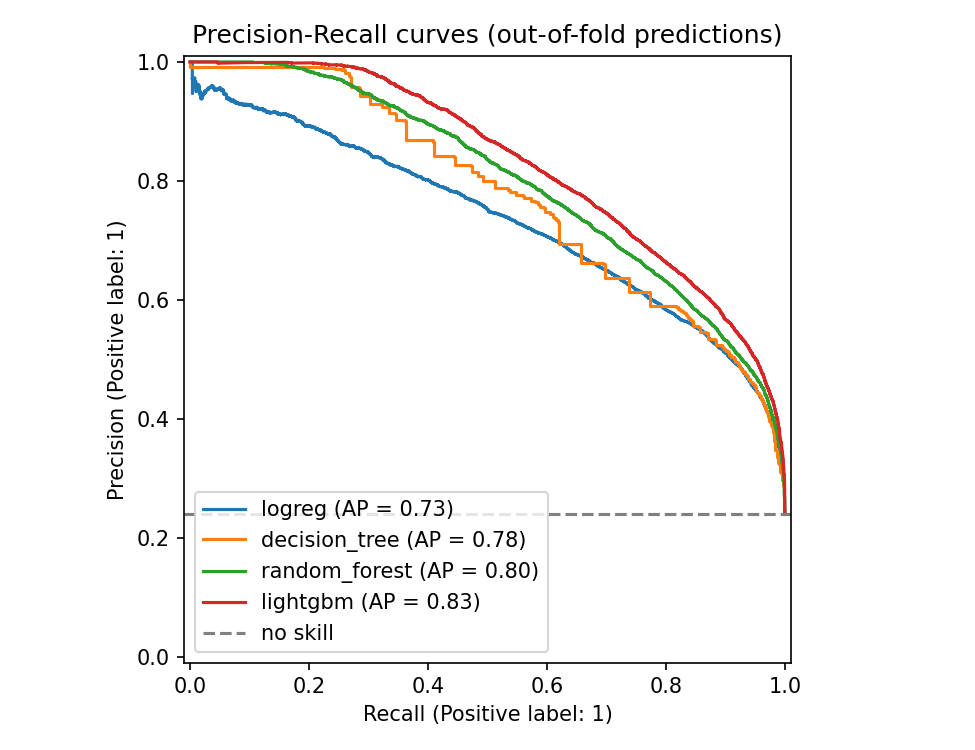 Precision-Recall curves (out-of-fold predictions)
Precision (Positive label: 1)
1.0
0.8
0.6
0.4
0.2
0.0
logreg (AP = 0.73)
decision_tree (AP = 0.78)
random_forest (AP = 0.80)
lightgbm (AP = 0.83)
no skill
0.0 0.2 0.4 0.6 0.8 1.0
Recall (Positive label: 1)